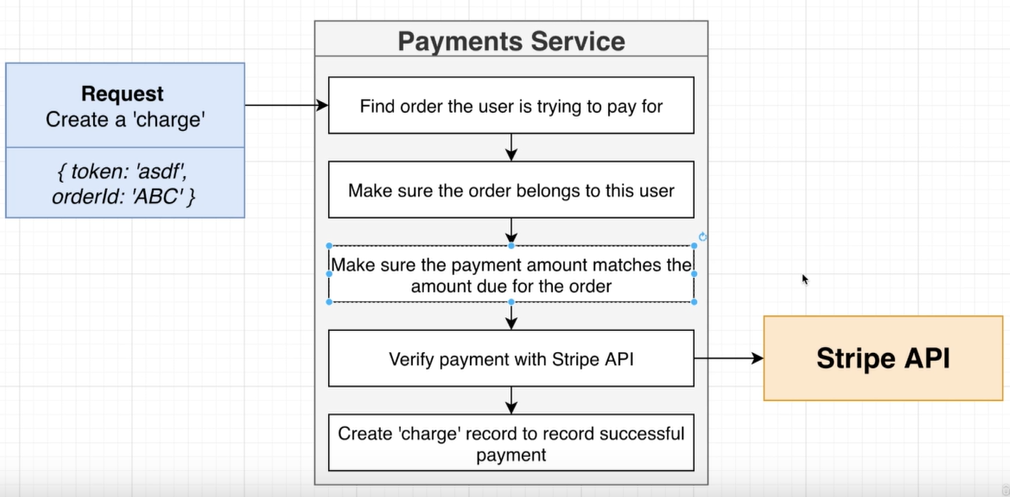 Payments Service
Request
Create a 'charge'
{ token: 'asdf',
orderId: 'ABC' }
Find order the user is trying to pay for
Make sure the order belongs to this user
Make sure the payment amount matches the
amount due for the order
Verify payment with Stripe API
Stripe API
Create 'charge' record to record successful
payment